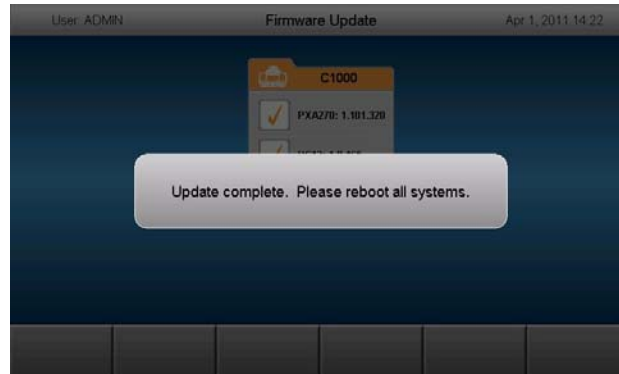 User: ADMIN Firmware Update Apr 1, 2011 14:22
C1000
PXA270: 1.101.320
Update complete. Please reboot all systems.